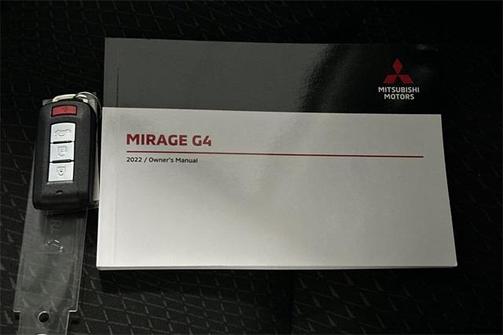 MITSUBISHI
MOTORS
MIRAGE G4
2022 / Owner's Manual